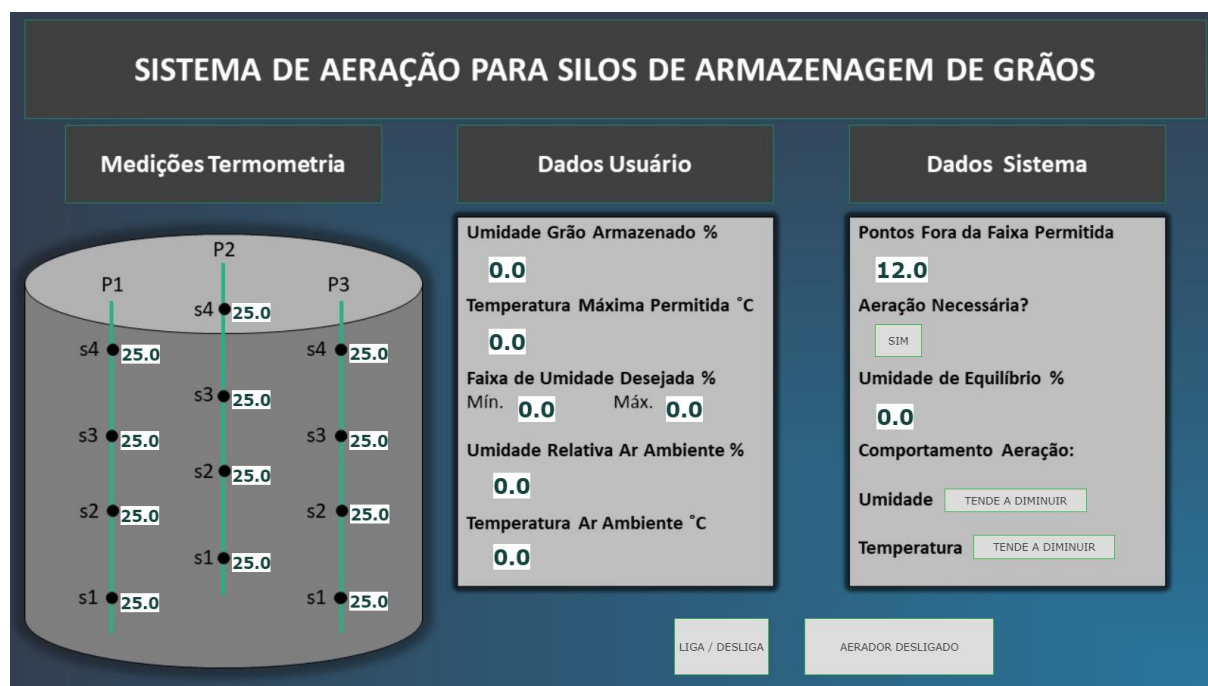 SISTEMA DE AERAÇÃO PARA SILOS DE ARMAZENAGEM DE GRÃOS
Medições Termometria
P2
P1
P3
s4 25.0
s4 25.0
s4 25.0
s3 25.0
s3 25.0
s3 25.0
s2 25.0
s2 25.0
s2 25.0
s1 25.0
s1 25.0
s1 25.0
Dados Usuário
Umidade Grão Armazenado %
0.0
Temperatura Máxima Permitida °C
0.0
Faixa de Umidade Desejada %
Mín. 0.0 Máx. 0.0
Umidade Relativa Ar Ambiente %
0.0
Temperatura Ar Ambiente °C
0.0
Dados Sistema
Pontos Fora da Faixa Permitida
12.0
Aeração Necessária?
SIM
Umidade de Equilíbrio %
0.0
Comportamento Aeração:
Umidade TENDE A DIMINUIR
Temperatura TENDE A DIMINUIR
LIGA / DESLIGA
AERADOR DESLIGADO